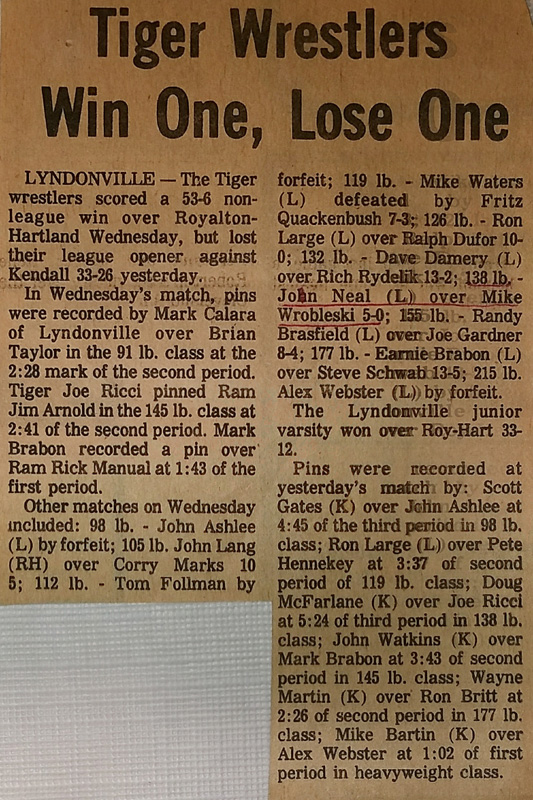 Tiger Wrestlers
Win One, Lose One
LYNDONVILLE — The Tiger
wrestlers scored a 53-6 non-
league win over Royalton-
Hartland Wednesday, but lost
their league opener against
Kendall 33-26 yesterday.
In Wednesday's match, pins
were recorded by Mark Calara
of Lyndonville over Brian
Taylor in the 91 lb. class at the
2:28 mark of the second period.
Tiger Joe Ricci pinned Ram
Jim Arnold in the 145 lb. class at
2:41 of the second period. Mark
Brabon recorded a pin over
Ram Rick Manual at 1:43 of the
first period.
Other matches on Wednesday
included: 98 lb. - John Ashlee
(L) by forfeit; 105 lb. John Lang
(RH) over Corry Marks 10
5; 112 lb. - Tom Follman by
forfeit; 119 lb. - Mike Waters
(L) defeated by Fritz
Quackenbush 7-3; 126 lb. - Ron
Large (L) over Ralph Dufor 10-
0; 132 lb. - Dave Damery (L)
over Rich Rydelik 13-2; 138 lb. -
John Neal (L) over Mike
Wrobleski 5-0; 155 lb. - Randy
Brasfield (L) over Joe Gardner
8-4; 177 lb. - Earnie Brabon (L)
over Steve Schwab 13-5; 215 lb.
Alex Webster (L) by forfeit.
The Lyndonville junior
varsity won over Roy-Hart 33-
12.
Pins were recorded at
yesterday's match by: Scott
Gates (K) over John Ashlee at
4:45 of the third period in 98 lb.
class; Ron Large (L) over Pete
Hennekey at 3:37 of second
period of 119 lb. class; Doug
McFarlane (K) over Joe Ricci
at 5:24 of third period in 138 lb.
class; John Watkins (K) over
Mark Brabon at 3:43 of second
period in 145 lb. class; Wayne
Martin (K) over Ron Britt at
2:26 of second period in 177 lb.
class; Mike Bartin (K) over
Alex Webster at 1:02 of first
period in heavyweight class.